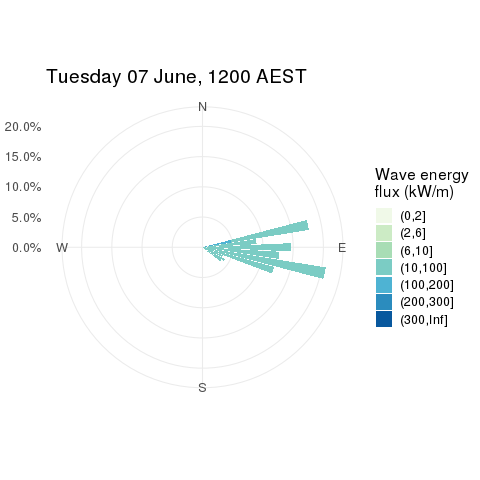 Tuesday 07 June, 1200 AEST
N
20.0%
15.0%
10.0%
5.0%
0.0%
W
E
S
Wave energy
flux (kW/m)
(0,2]
(2,6]
(6,10]
(10,100]
(100,200]
(200,300]
(300,Inf]